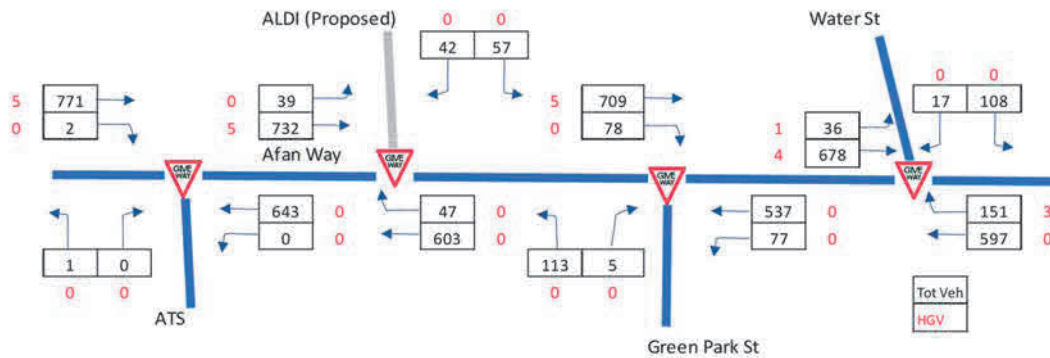 ALDI (Proposed)
0 0
42 57
Water St
0 0
17 108
5 771
0 2
0 39
5 732
5 709
0 78
1 36
4 678
Afan Way
GIVE WAY
GIVE WAY
GIVE WAY
GIVE WAY
643 0
0 0
47 0
603 0
537 0
77 0
151 3
597 0
1 0
0 0
113 5
0 0
ATS
Green Park St
Tot Veh
HGV